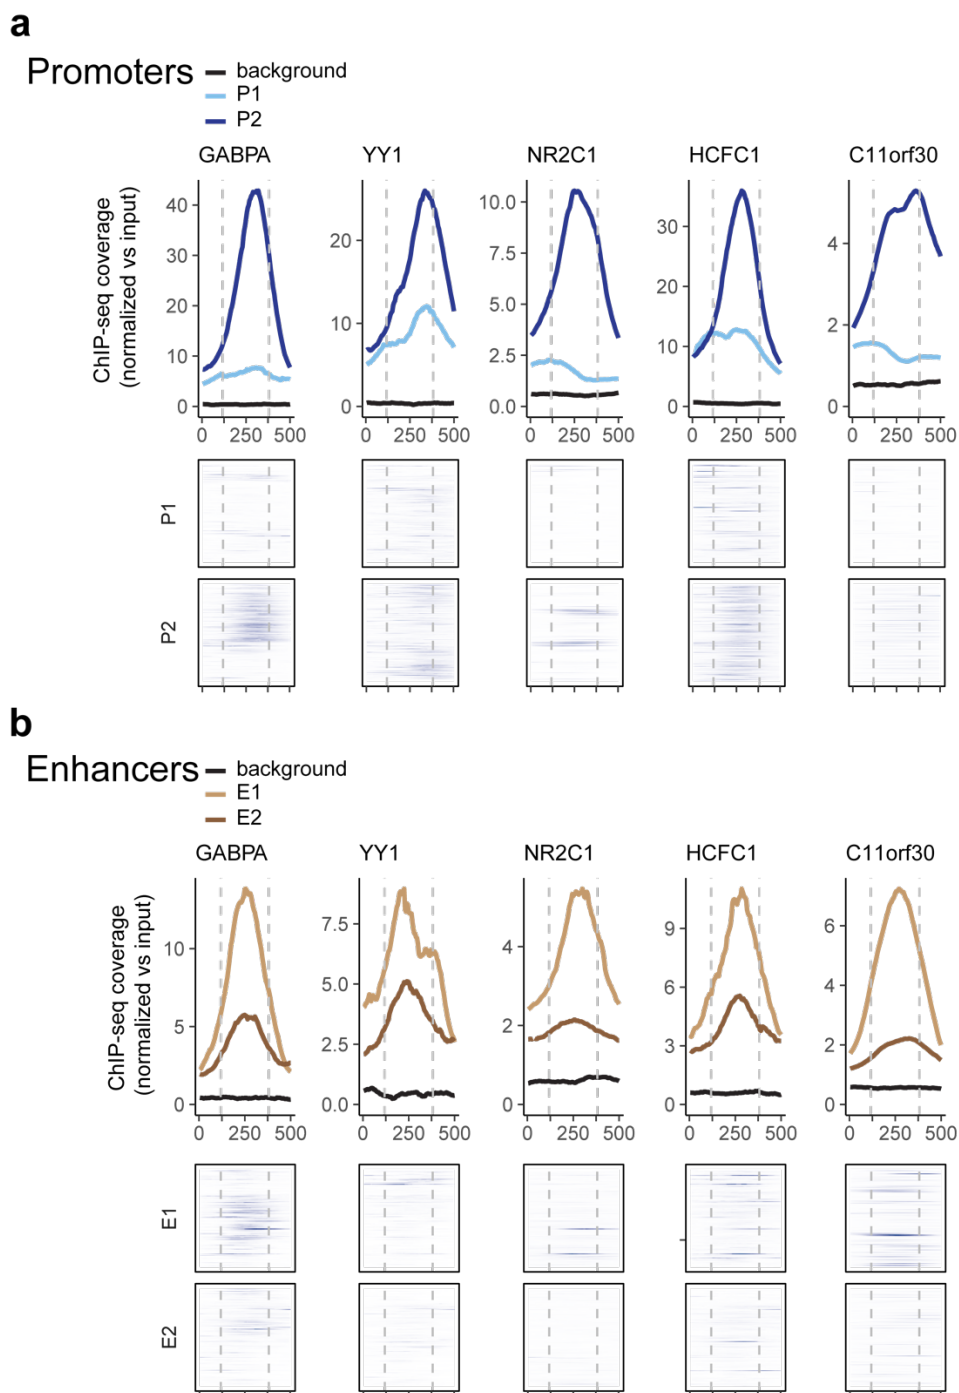 a
Promoters
background
P1
P2
GABPA YY1 NR2C1 HCFC1 C11orf30
ChIP-seq coverage
(normalized vs input)
40
30
20
10
0
20
10
0
10.0
7.5
5.0
2.5
0.0
30
20
10
0
4
2
0
0 250 500 0 250 500 0 250 500 0 250 500 0 250 500
P1
P2
b
Enhancers
background
E1
E2
GABPA YY1 NR2C1 HCFC1 C11orf30
ChIP-seq coverage
(normalized vs input)
10
5
0
7.5
5.0
2.5
0.0
4
2
0
9
6
3
0
6
4
2
0
0 250 500 0 250 500 0 250 500 0 250 500 0 250 500
E1
E2